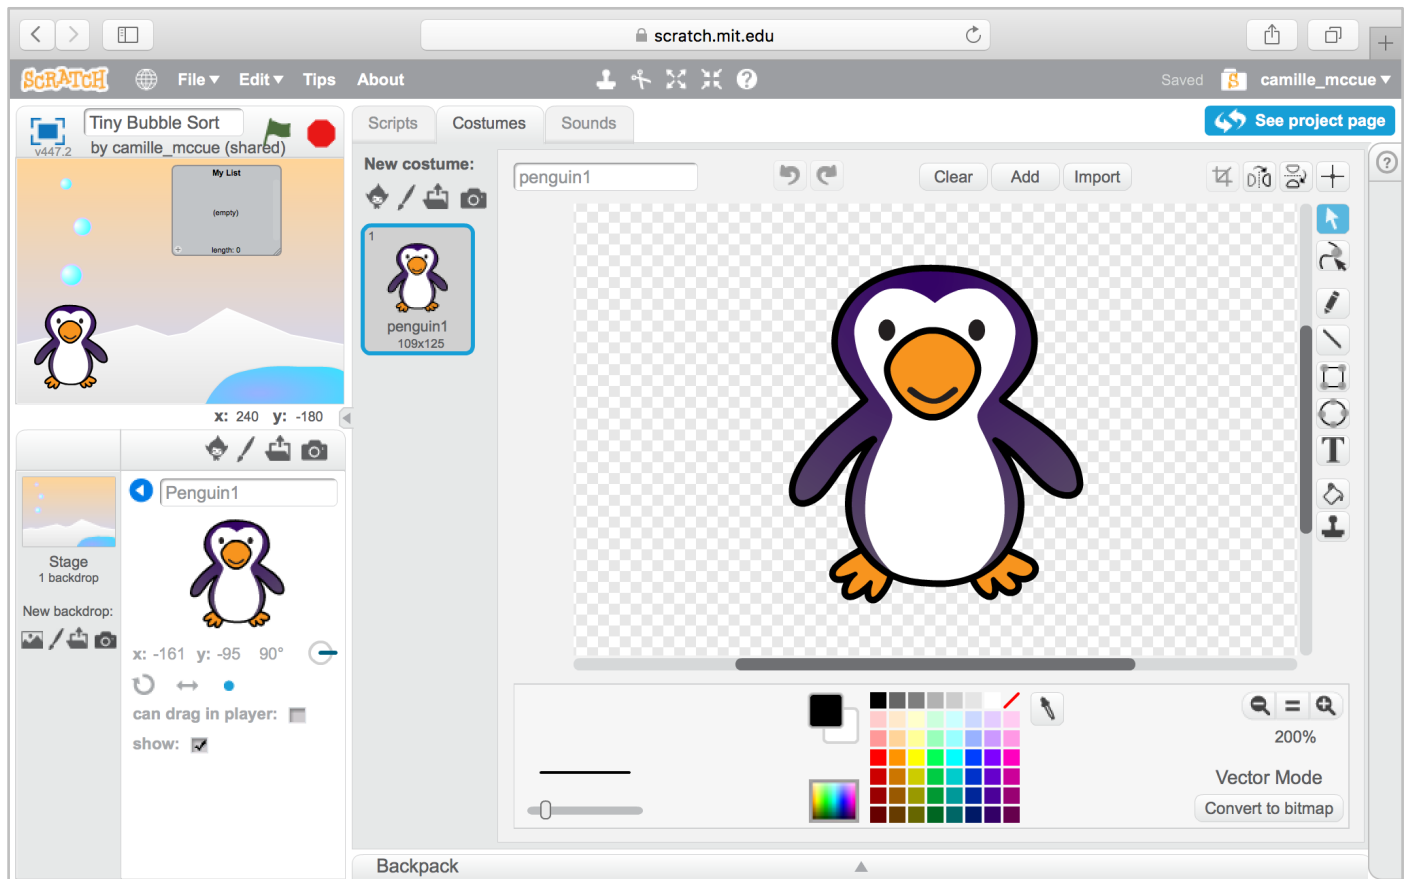 scratch.mit.edu
SCRATCH File Edit Tips About
Saved S camille_mccue
Tiny Bubble Sort
by camille_mccue (shared)
v447.2
Scripts Costumes Sounds
See project page
My List
(empty)
+ length: 0
x: 240 y: -180
New costume:
1
penguin1
109x125
penguin1
Clear Add Import
T
Stage
1 backdrop
New backdrop:
Penguin1
x: -161 y: -95 90°
can drag in player:
show:
200%
Vector Mode
Convert to bitmap
Backpack